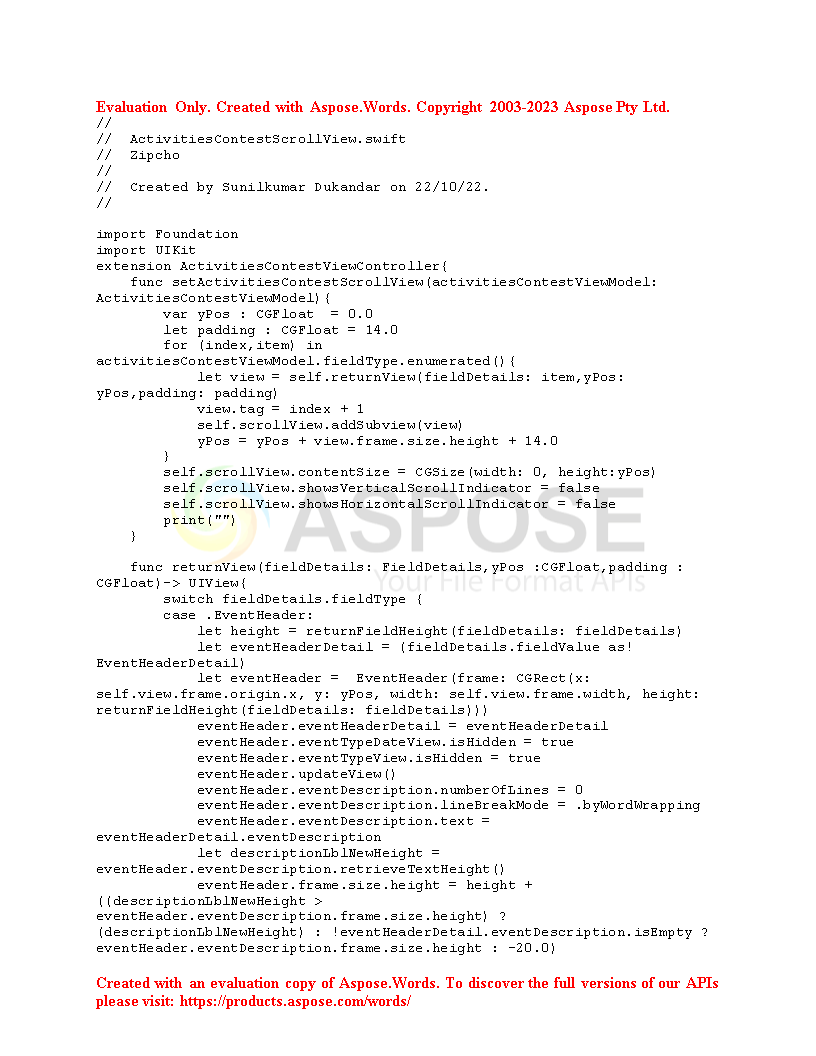 Evaluation Only. Created with Aspose.Words. Copyright 2003-2023 Aspose Pty Ltd.
//
//  ActivitiesContestScrollView.swift
//  Zipcho
//
//  Created by Sunilkumar Dukandar on 22/10/22.
//
import Foundation
import UIKit
extension ActivitiesContestViewController{
    func setActivitiesContestScrollView(activitiesContestViewModel:
ActivitiesContestViewModel){
        var yPos : CGFloat  = 0.0
        let padding : CGFloat = 14.0
        for (index,item) in
activitiesContestViewModel.fieldType.enumerated(){
            let view = self.returnView(fieldDetails: item,yPos:
yPos,padding: padding)
            view.tag = index + 1
            self.scrollView.addSubview(view)
            yPos = yPos + view.frame.size.height + 14.0
        }
        self.scrollView.contentSize = CGSize(width: 0, height:yPos)
        self.scrollView.showsVerticalScrollIndicator = false
        self.scrollView.showsHorizontalScrollIndicator = false
        print("")
    }
ASPOSE
Your File Format APIs
    func returnView(fieldDetails: FieldDetails,yPos :CGFloat,padding :
CGFloat)-> UIView{
        switch fieldDetails.fieldType {
        case .EventHeader:
            let height = returnFieldHeight(fieldDetails: fieldDetails)
            let eventHeaderDetail = (fieldDetails.fieldValue as!
EventHeaderDetail)
            let eventHeader =  EventHeader(frame: CGRect(x:
self.view.frame.origin.x, y: yPos, width: self.view.frame.width, height:
returnFieldHeight(fieldDetails: fieldDetails)))
            eventHeader.eventHeaderDetail = eventHeaderDetail
            eventHeader.eventTypeDateView.isHidden = true
            eventHeader.eventTypeView.isHidden = true
            eventHeader.updateView()
            eventHeader.eventDescription.numberOfLines = 0
            eventHeader.eventDescription.lineBreakMode = .byWordWrapping
            eventHeader.eventDescription.text =
eventHeaderDetail.eventDescription
            let descriptionLblNewHeight =
eventHeader.eventDescription.retrieveTextHeight()
            eventHeader.frame.size.height = height +
((descriptionLblNewHeight >
eventHeader.eventDescription.frame.size.height) ?
(descriptionLblNewHeight) : !eventHeaderDetail.eventDescription.isEmpty ?
eventHeader.eventDescription.frame.size.height : -20.0)
Created with an evaluation copy of Aspose.Words. To discover the full versions of our APIs
please visit: https://products.aspose.com/words/